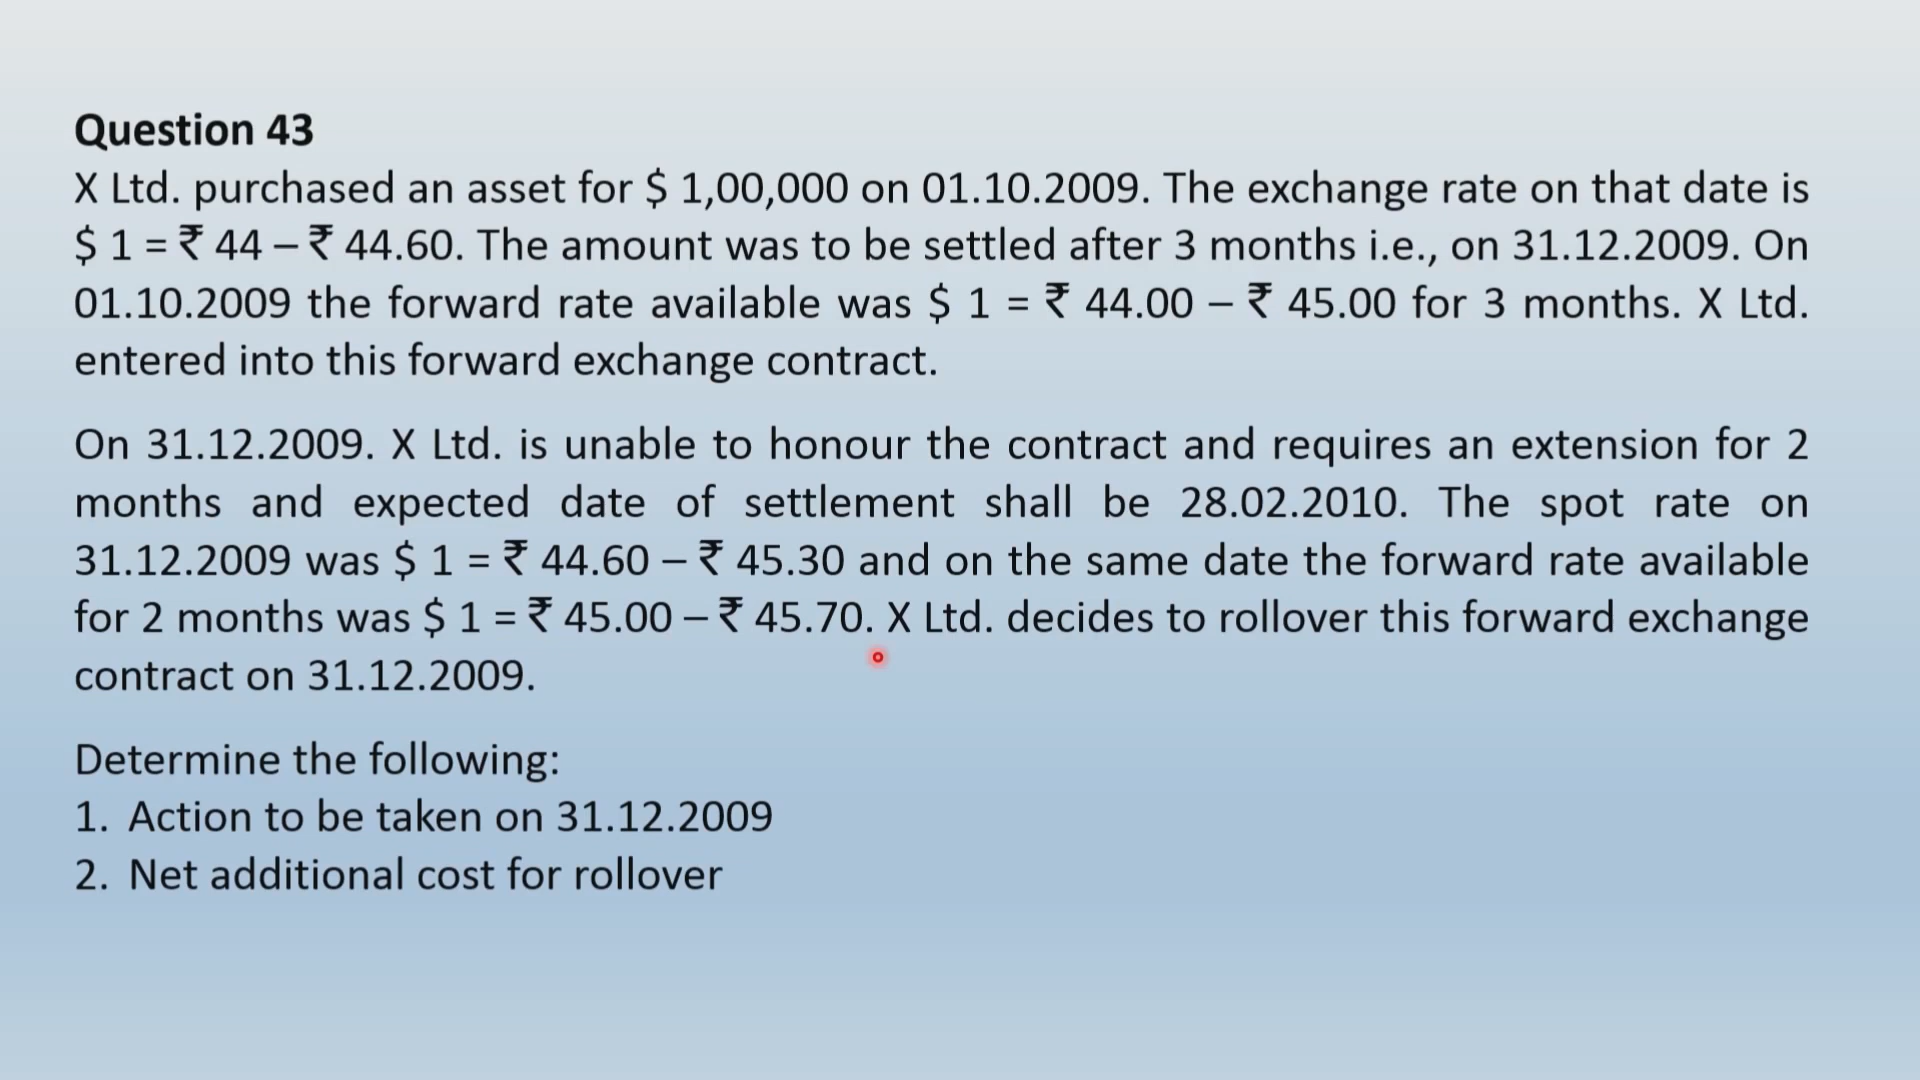 Question 43
X Ltd. purchased an asset for $ 1,00,000 on 01.10.2009. The exchange rate on that date is
$ 1 = ₹ 44 – ₹ 44.60. The amount was to be settled after 3 months i.e., on 31.12.2009. On
01.10.2009 the forward rate available was $ 1 = ₹ 44.00 – ₹ 45.00 for 3 months. X Ltd.
entered into this forward exchange contract.
On 31.12.2009. X Ltd. is unable to honour the contract and requires an extension for 2
months and expected date of settlement shall be 28.02.2010. The spot rate on
31.12.2009 was $ 1 = ₹ 44.60 – ₹ 45.30 and on the same date the forward rate available
for 2 months was $ 1 = ₹ 45.00 – ₹ 45.70. X Ltd. decides to rollover this forward exchange
contract on 31.12.2009.
Determine the following:
1. Action to be taken on 31.12.2009
2. Net additional cost for rollover